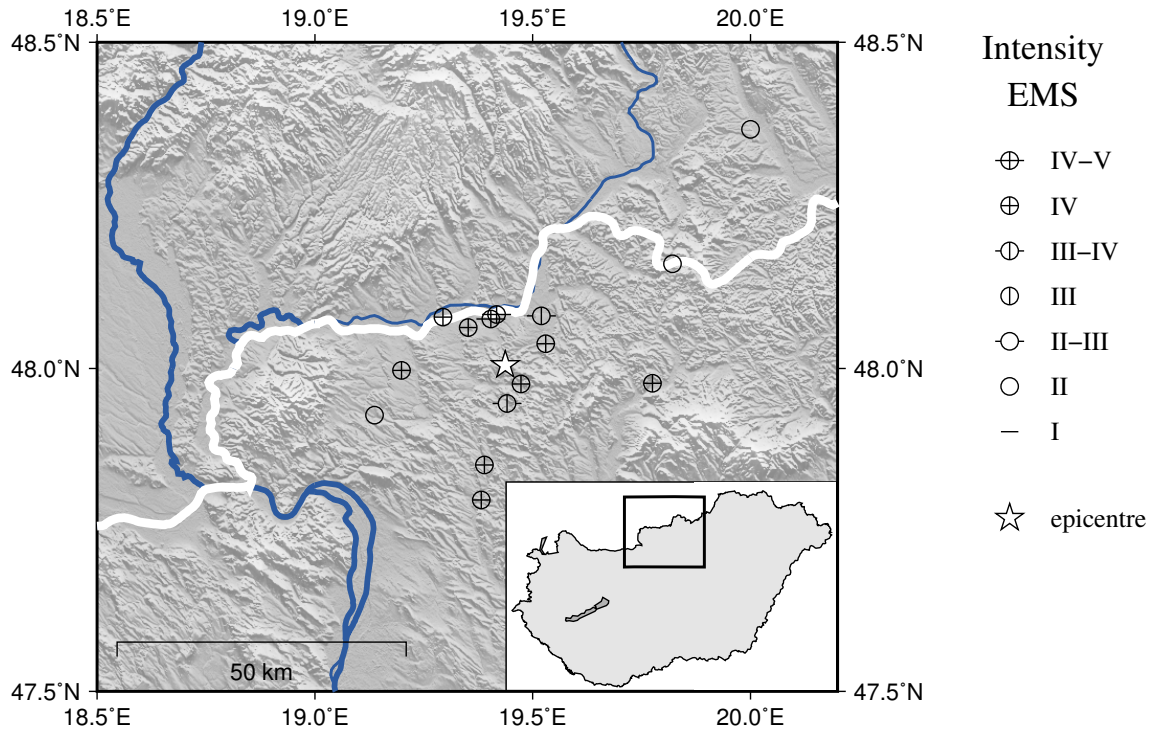 18.5˚E 19.0˚E 19.5˚E 20.0˚E
48.5˚N 48.5˚N
48.0˚N 48.0˚N
47.5˚N 47.5˚N
18.5˚E 19.0˚E 19.5˚E 20.0˚E
50 km
Intensity
EMS
IV–V
IV
III–IV
III
II–III
II
I
epicentre